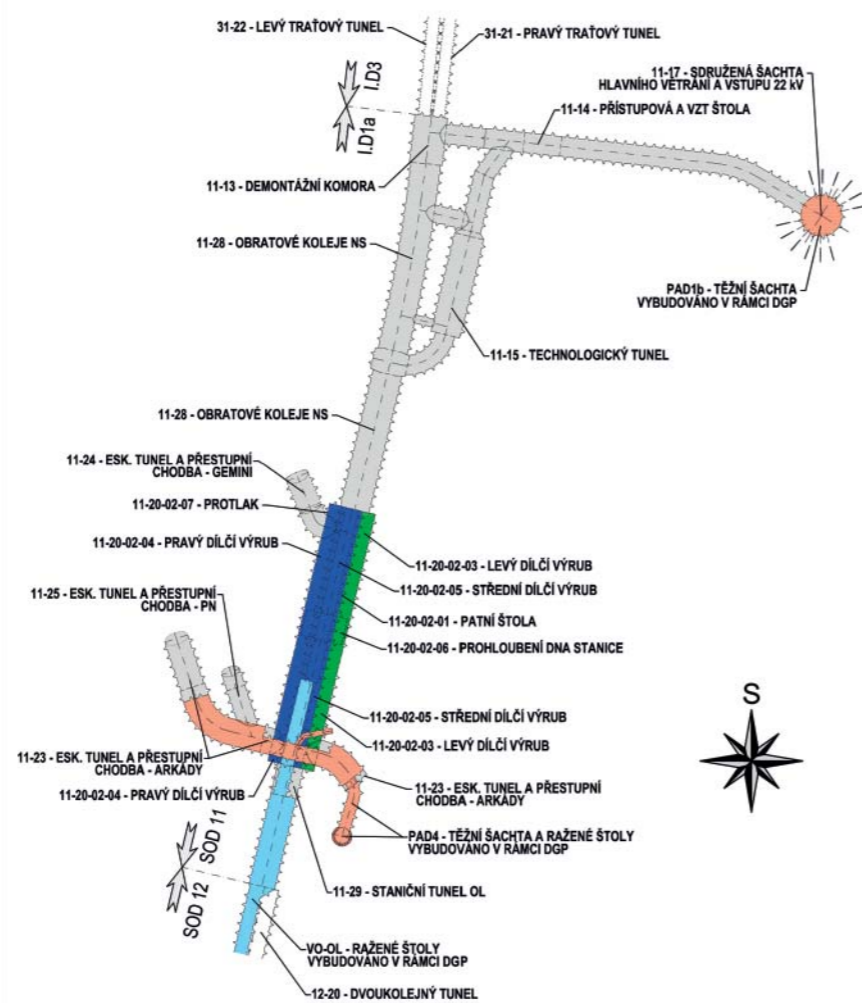 31-22 - LEVÝ TRAŤOVÝ TUNEL
31-21 - PRAVÝ TRAŤOVÝ TUNEL
I.D3
I.D1a
11-17 - SDRUŽENÁ ŠACHTA
HLAVNÍHO VĚTRÁNÍ A VSTUPU 22 kV
11-14 - PŘÍSTUPOVÁ A VZT ŠTOLA
11-13 - DEMONTÁŽNÍ KOMORA
11-28 - OBRATOVÉ KOLEJE NS
PAD1b - TĚŽNÍ ŠACHTA
VYBUDOVÁNO V RÁMCI DGP
11-15 - TECHNOLOGICKÝ TUNEL
11-28 - OBRATOVÉ KOLEJE NS
11-24 - ESK. TUNEL A PŘESTUPNÍ
CHODBA - GEMINI
11-20-02-07 - PROTLAK
11-20-02-04 - PRAVÝ DÍLČÍ VÝRUB
11-20-02-03 - LEVÝ DÍLČÍ VÝRUB
11-20-02-05 - STŘEDNÍ DÍLČÍ VÝRUB
11-25 - ESK. TUNEL A PŘESTUPNÍ
CHODBA - PN
11-20-02-01 - PATNÍ ŠTOLA
11-20-02-06 - PROHLOUBENÍ DNA STANICE
S
11-20-02-05 - STŘEDNÍ DÍLČÍ VÝRUB
11-20-02-03 - LEVÝ DÍLČÍ VÝRUB
11-23 - ESK. TUNEL A PŘESTUPNÍ
CHODBA - ARKÁDY
11-20-02-04 - PRAVÝ DÍLČÍ VÝRUB
11-23 - ESK. TUNEL A PŘESTUPNÍ
CHODBA - ARKÁDY
SOD 11
SOD 12
PAD4 - TĚŽNÍ ŠACHTA A RAŽENÉ ŠTOLY
VYBUDOVÁNO V RÁMCI DGP
11-29 - STANIČNÍ TUNEL OL
VO-OL - RAŽENÉ ŠTOLY
VYBUDOVÁNO V RÁMCI DGP
12-20 - DVOUKOLEJNÝ TUNEL